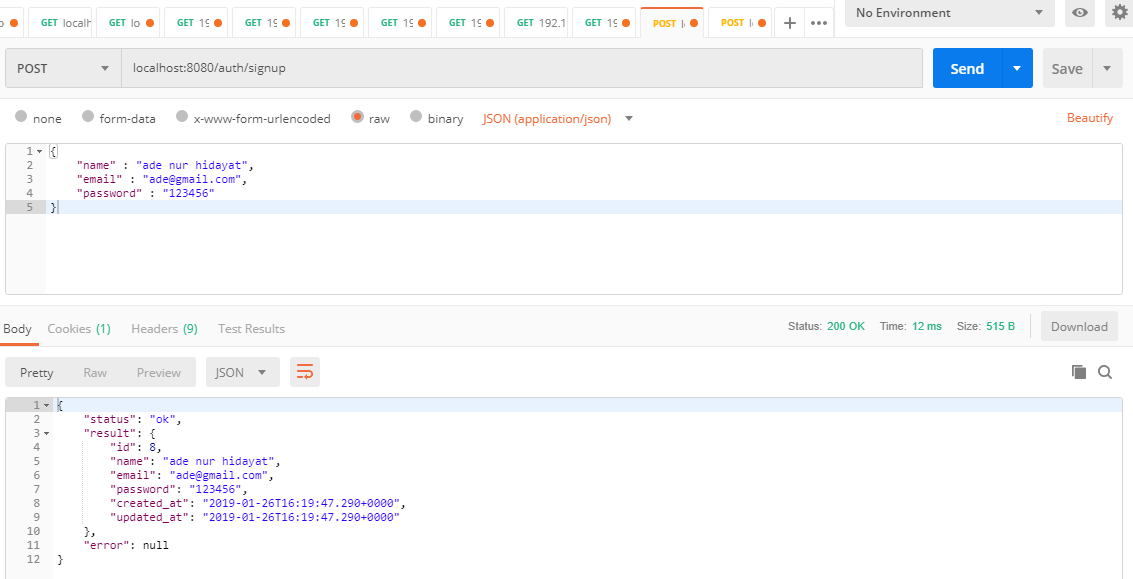 GET localh GET lo GET 19 GET 19 GET 19 GET 19 GET 19 GET 192.1 GET 19 POST l POST l + ••• No Environment
POST localhost:8080/auth/signup Send Save
none form-data x-www-form-urlencoded raw binary JSON (application/json) Beautify
1 {
2 "name" : "ade nur hidayat",
3 "email" : "ade@gmail.com",
4 "password" : "123456"
5 }
Body Cookies (1) Headers (9) Test Results Status: 200 OK Time: 12 ms Size: 515 B Download
Pretty Raw Preview JSON
1 {
2 "status": "ok",
3 "result": {
4 "id": 8,
5 "name": "ade nur hidayat",
6 "email": "ade@gmail.com",
7 "password": "123456",
8 "created_at": "2019-01-26T16:19:47.290+0000",
9 "updated_at": "2019-01-26T16:19:47.290+0000"
10 },
11 "error": null
12 }